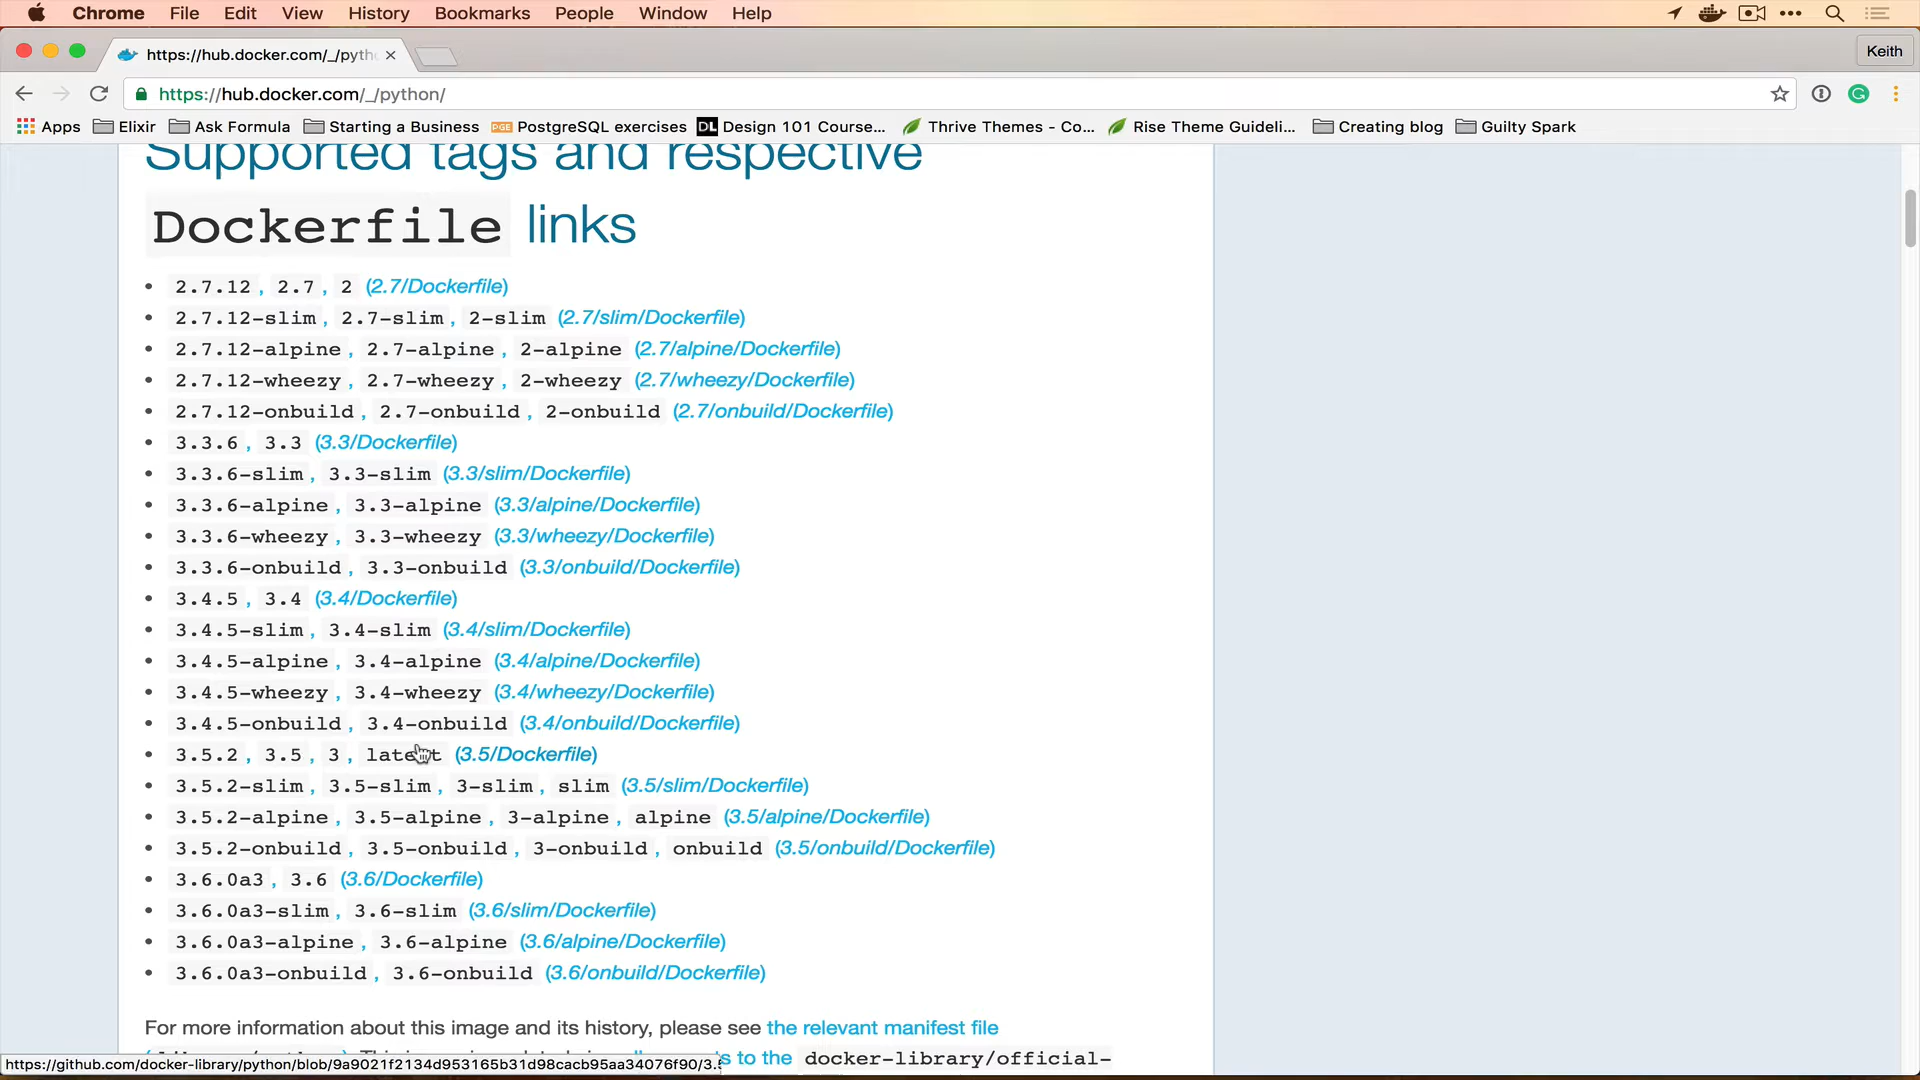 Chrome File Edit View History Bookmarks People Window Help
https://hub.docker.com/_/pyth Keith
https://hub.docker.com/_/python/
Apps Elixir Ask Formula Starting a Business PGE PostgreSQL exercises DL Design 101 Course... Thrive Themes - Co... Rise Theme Guideli... Creating blog Guilty Spark
Supported tags and respective
Dockerfile links
• 2.7.12 , 2.7 , 2 (2.7/Dockerfile)
• 2.7.12-slim , 2.7-slim , 2-slim (2.7/slim/Dockerfile)
• 2.7.12-alpine , 2.7-alpine , 2-alpine (2.7/alpine/Dockerfile)
• 2.7.12-wheezy , 2.7-wheezy , 2-wheezy (2.7/wheezy/Dockerfile)
• 2.7.12-onbuild , 2.7-onbuild , 2-onbuild (2.7/onbuild/Dockerfile)
• 3.3.6 , 3.3 (3.3/Dockerfile)
• 3.3.6-slim , 3.3-slim (3.3/slim/Dockerfile)
• 3.3.6-alpine , 3.3-alpine (3.3/alpine/Dockerfile)
• 3.3.6-wheezy , 3.3-wheezy (3.3/wheezy/Dockerfile)
• 3.3.6-onbuild , 3.3-onbuild (3.3/onbuild/Dockerfile)
• 3.4.5 , 3.4 (3.4/Dockerfile)
• 3.4.5-slim , 3.4-slim (3.4/slim/Dockerfile)
• 3.4.5-alpine , 3.4-alpine (3.4/alpine/Dockerfile)
• 3.4.5-wheezy , 3.4-wheezy (3.4/wheezy/Dockerfile)
• 3.4.5-onbuild , 3.4-onbuild (3.4/onbuild/Dockerfile)
• 3.5.2 , 3.5 , 3 , latest (3.5/Dockerfile)
• 3.5.2-slim , 3.5-slim , 3-slim , slim (3.5/slim/Dockerfile)
• 3.5.2-alpine , 3.5-alpine , 3-alpine , alpine (3.5/alpine/Dockerfile)
• 3.5.2-onbuild , 3.5-onbuild , 3-onbuild , onbuild (3.5/onbuild/Dockerfile)
• 3.6.0a3 , 3.6 (3.6/Dockerfile)
• 3.6.0a3-slim , 3.6-slim (3.6/slim/Dockerfile)
• 3.6.0a3-alpine , 3.6-alpine (3.6/alpine/Dockerfile)
• 3.6.0a3-onbuild , 3.6-onbuild (3.6/onbuild/Dockerfile)
For more information about this image and its history, please see the relevant manifest file
s to the docker-library/official-
https://github.com/docker-library/python/blob/9a9021f2134d953165b31d98cacb95aa34076f90/3.5